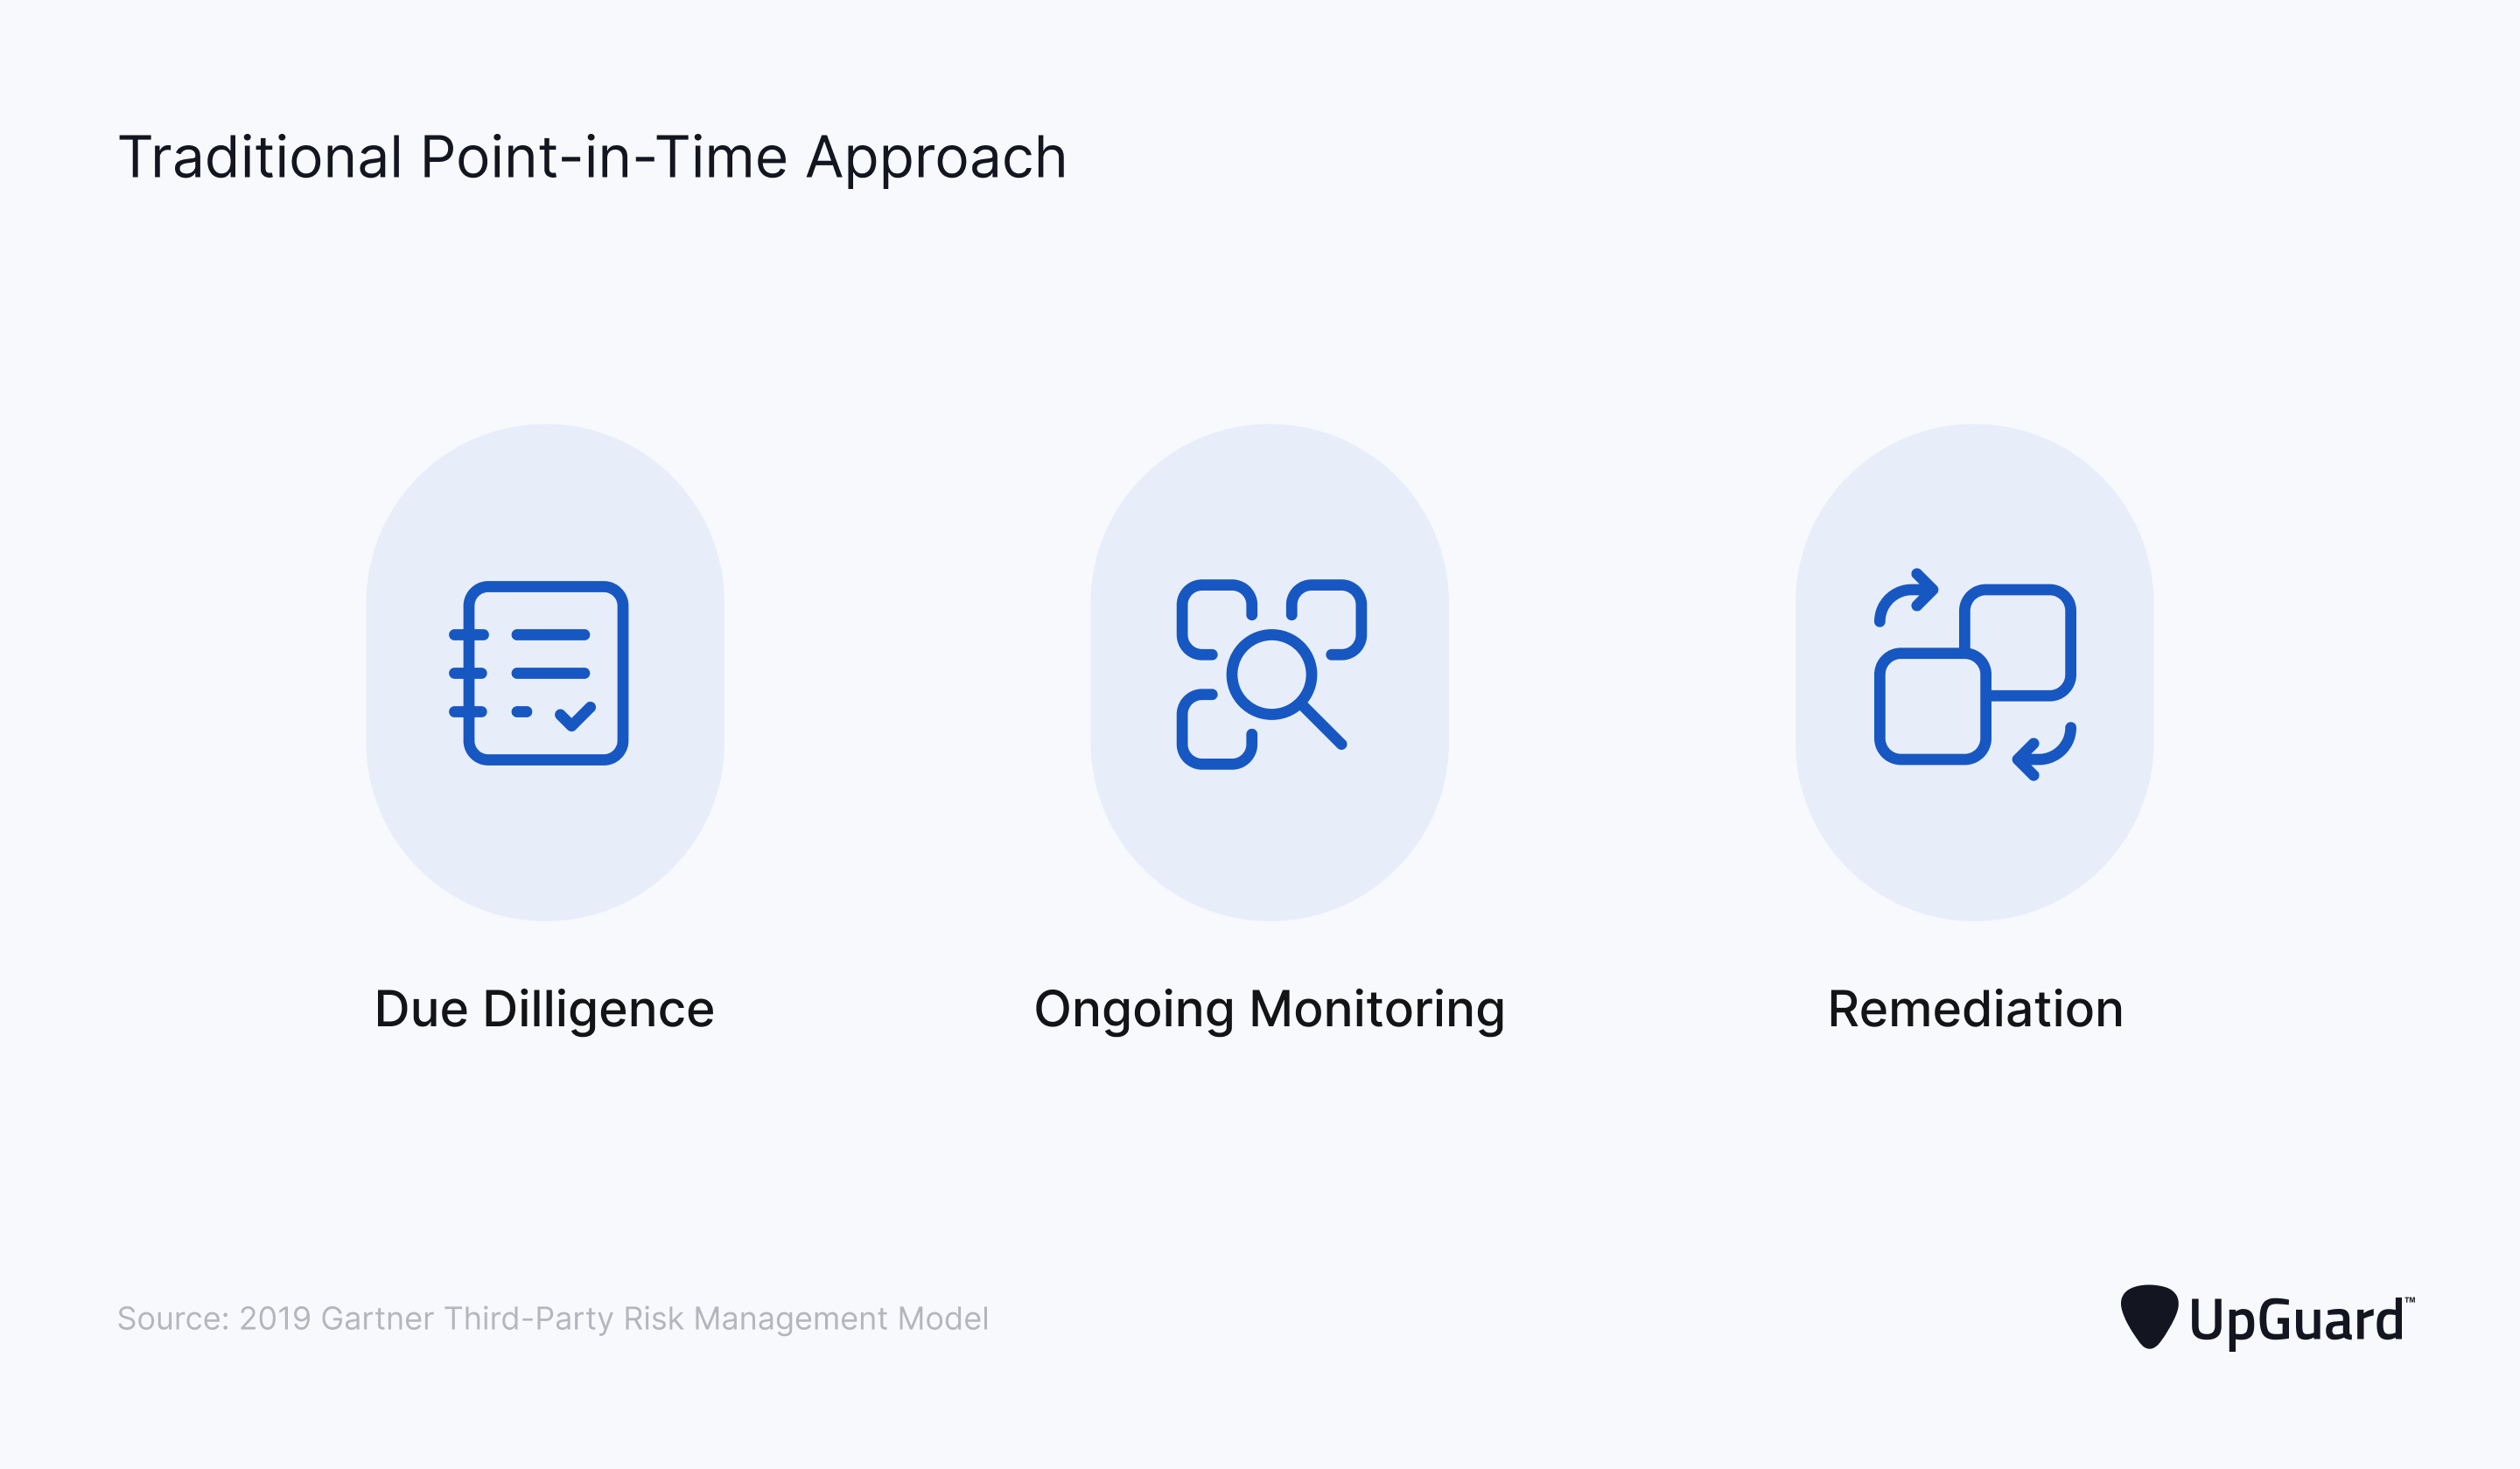 Traditional Point-in-Time Approach
Due Dilligence
Ongoing Monitoring
Remediation
Source: 2019 Gartner Third-Party Risk Management Model
UpGuard™